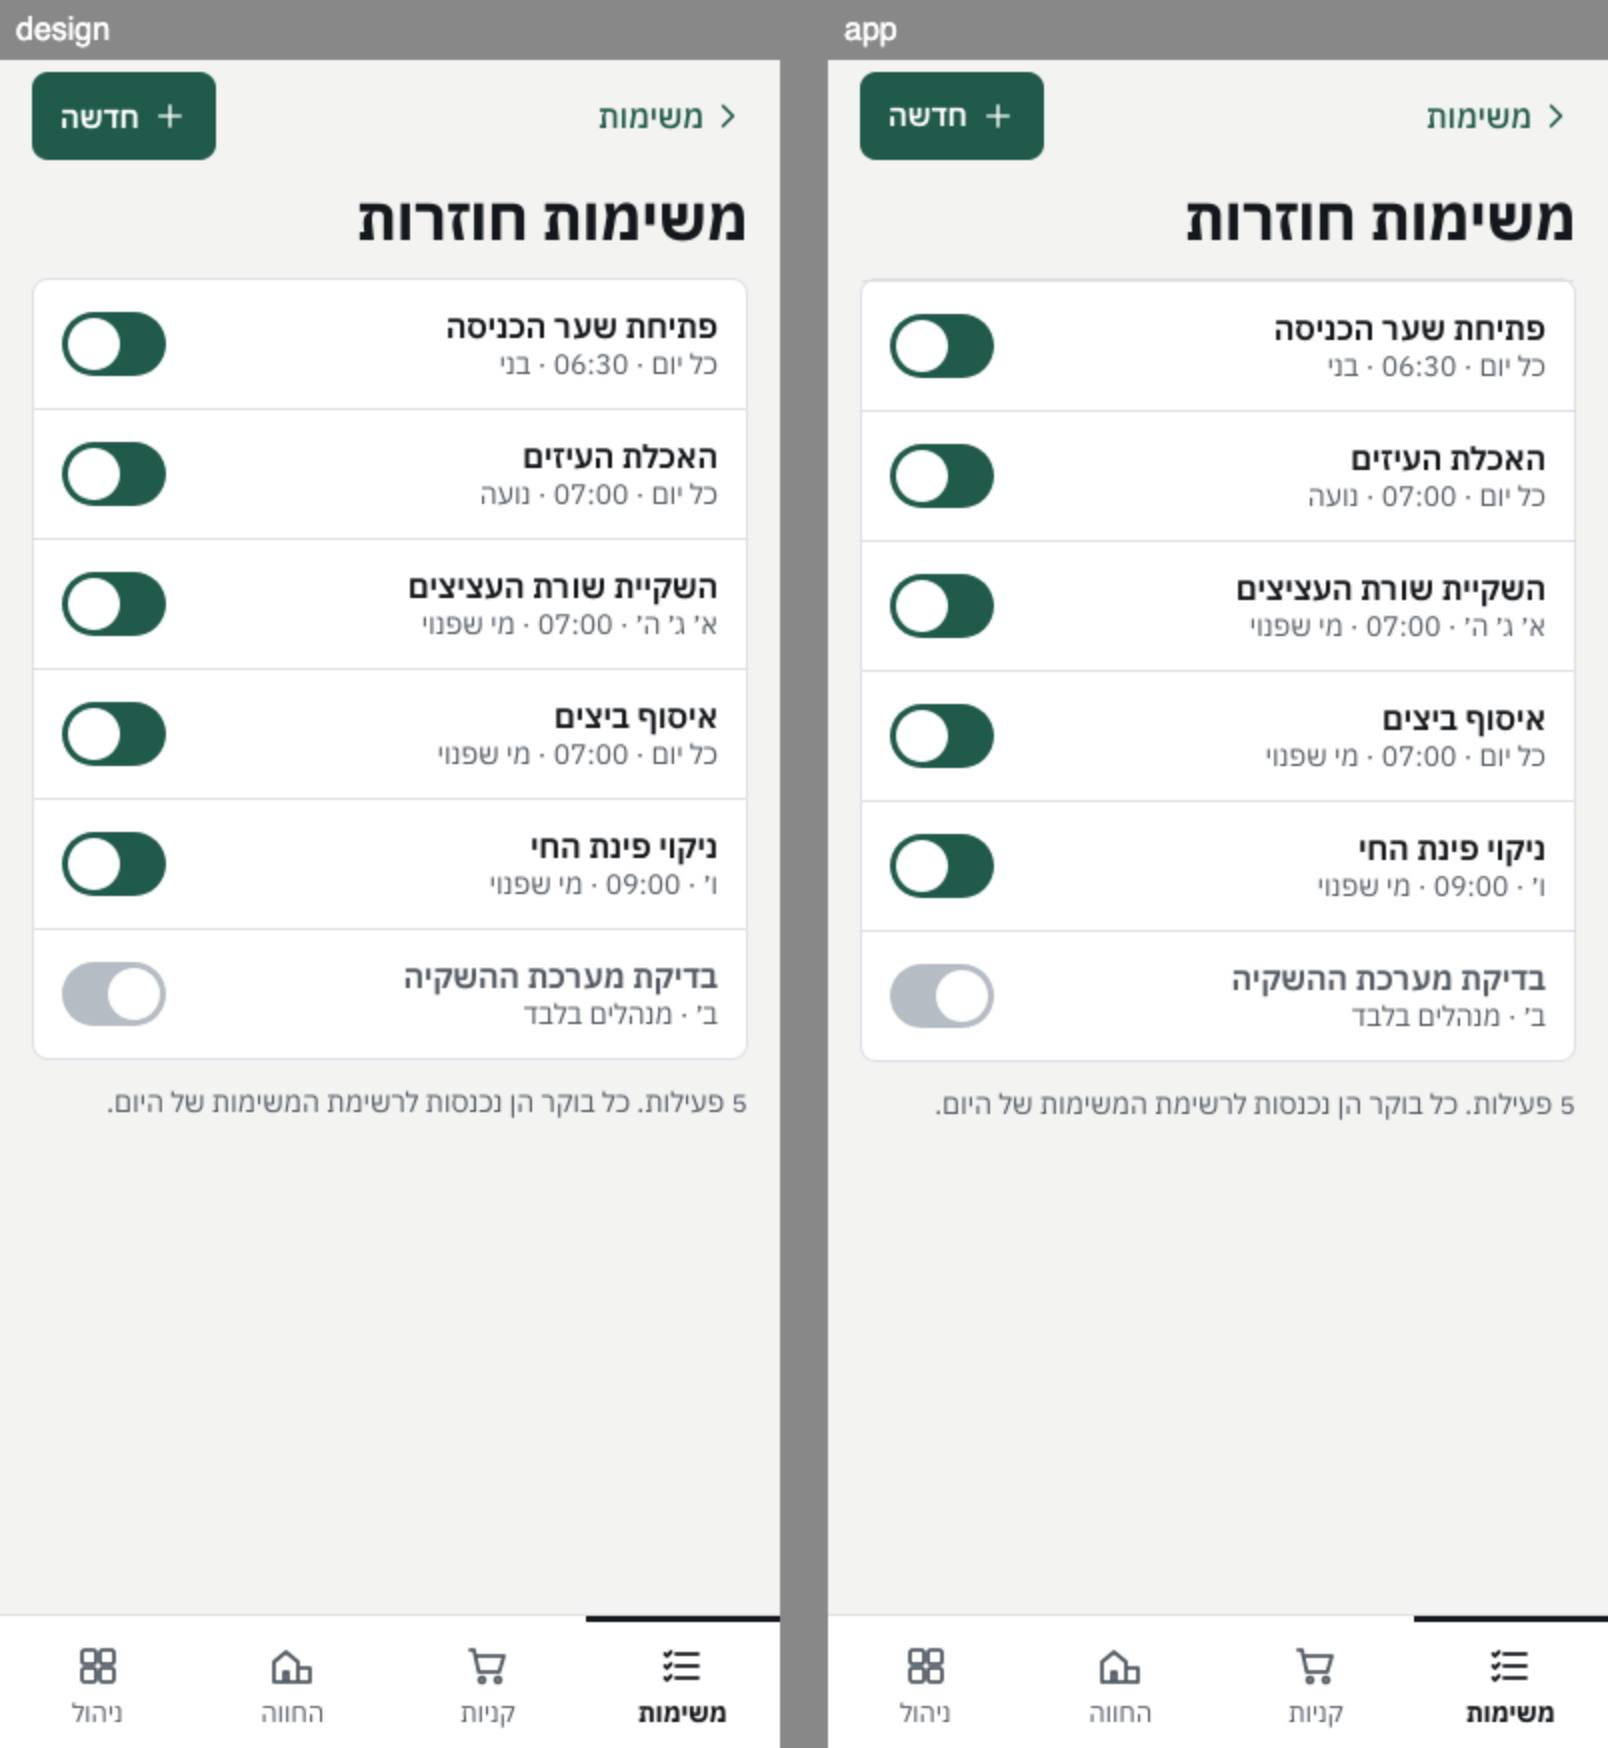 design
משימות
חדשה
משימות חוזרות
פתיחת שער הכניסה
כל יום · 06:30 · בני
האכלת העיזים
כל יום · 07:00 · נועה
השקיית שורת העציצים
א׳ ג׳ ה׳ · 07:00 · מי שפנוי
איסוף ביצים
כל יום · 07:00 · מי שפנוי
ניקוי פינת החי
ו׳ · 09:00 · מי שפנוי
בדיקת מערכת ההשקיה
ב׳ · מנהלים בלבד
5 פעילות. כל בוקר הן נכנסות לרשימת המשימות של היום.
משימות
קניות
החווה
ניהול
app
משימות
חדשה
משימות חוזרות
פתיחת שער הכניסה
כל יום · 06:30 · בני
האכלת העיזים
כל יום · 07:00 · נועה
השקיית שורת העציצים
א׳ ג׳ ה׳ · 07:00 · מי שפנוי
איסוף ביצים
כל יום · 07:00 · מי שפנוי
ניקוי פינת החי
ו׳ · 09:00 · מי שפנוי
בדיקת מערכת ההשקיה
ב׳ · מנהלים בלבד
5 פעילות. כל בוקר הן נכנסות לרשימת המשימות של היום.
משימות
קניות
החווה
ניהול